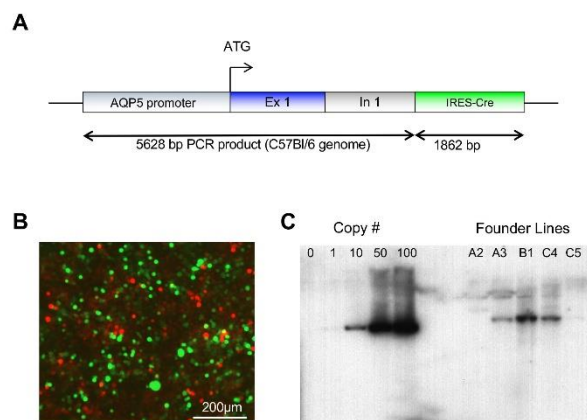 A
ATG
AQP5 promoter Ex 1 In 1 IRES-Cre
5628 bp PCR product (C57Bl/6 genome) 1862 bp
B
200µm
C
Copy # Founder Lines
0 1 10 50 100 A2 A3 B1 C4 C5